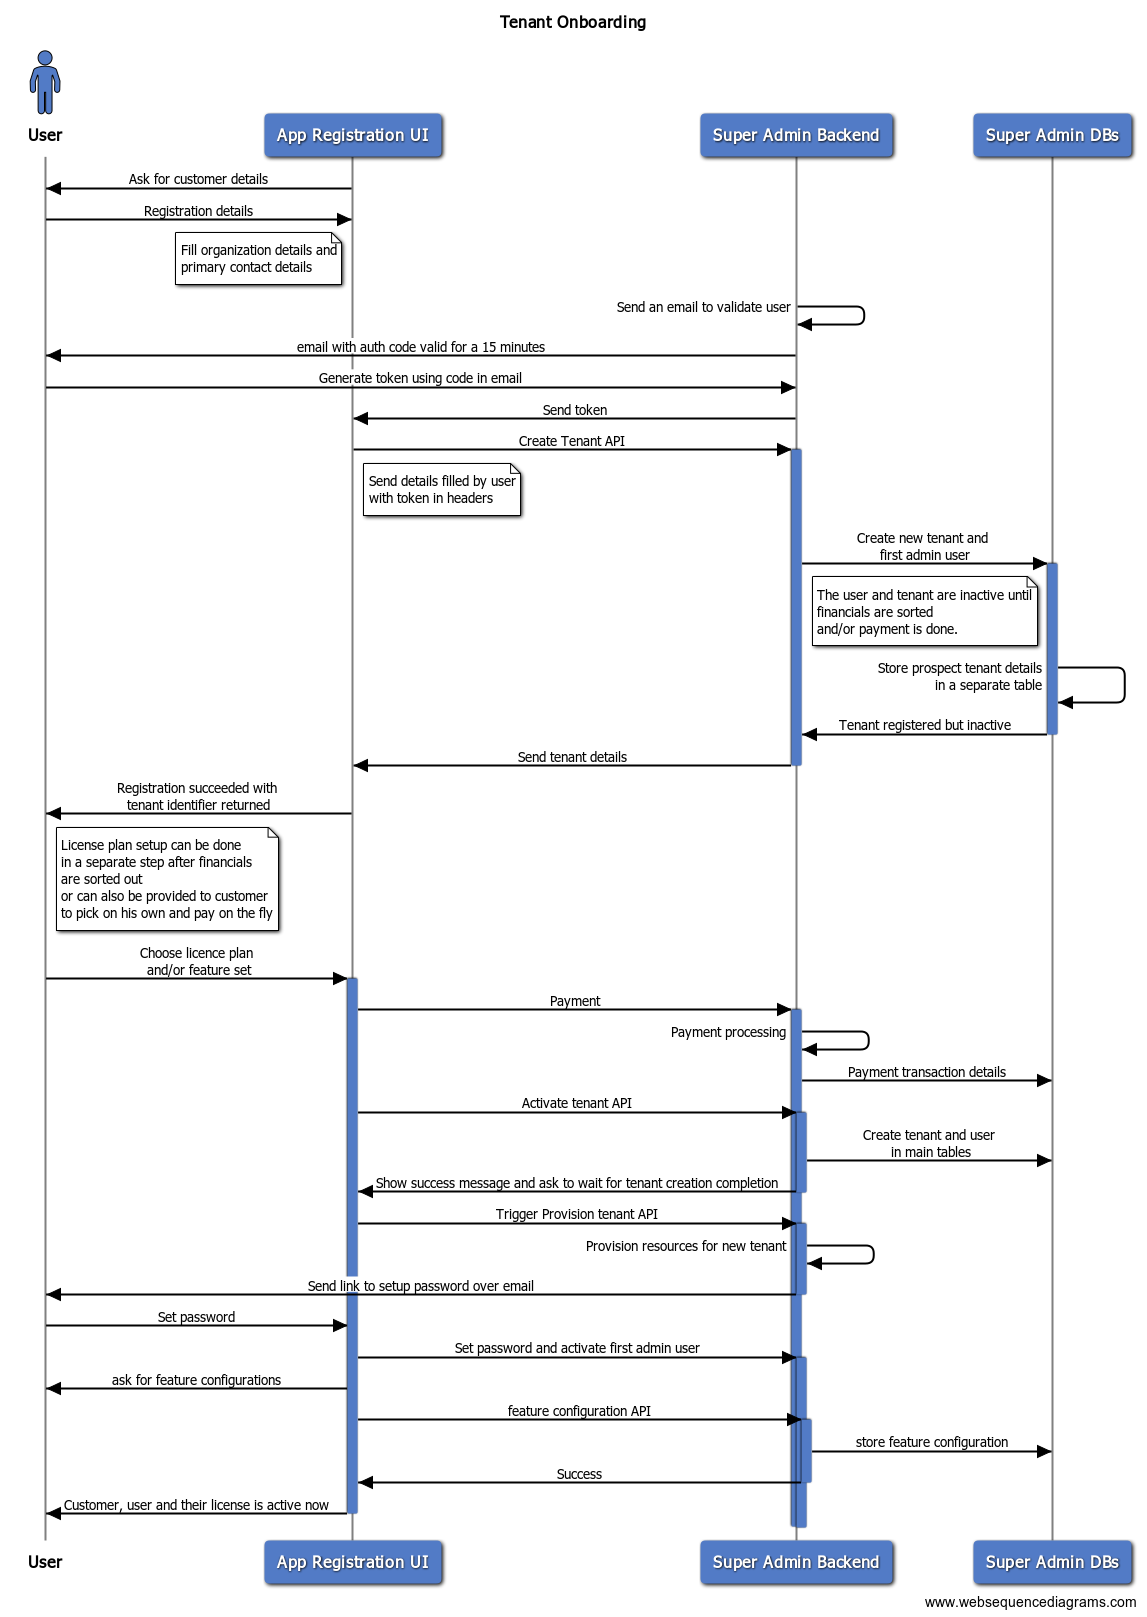 Tenant Onboarding
User
App Registration UI
Super Admin Backend
Super Admin DBs
Ask for customer details
Registration details
Fill organization details and
primary contact details
Send an email to validate user
email with auth code valid for a 15 minutes
Generate token using code in email
Send token
Create Tenant API
Send details filled by user
with token in headers
Create new tenant and
first admin user
The user and tenant are inactive until
financials are sorted
and/or payment is done.
Store prospect tenant details
in a separate table
Tenant registered but inactive
Send tenant details
Registration succeeded with
tenant identifier returned
License plan setup can be done
in a separate step after financials
are sorted out
or can also be provided to customer
to pick on his own and pay on the fly
Choose licence plan
and/or feature set
Payment
Payment processing
Payment transaction details
Activate tenant API
Create tenant and user
in main tables
Show success message and ask to wait for tenant creation completion
Trigger Provision tenant API
Provision resources for new tenant
Send link to setup password over email
Set password
Set password and activate first admin user
ask for feature configurations
feature configuration API
store feature configuration
Success
Customer, user and their license is active now
User
App Registration UI
Super Admin Backend
Super Admin DBs
www.websequencediagrams.com